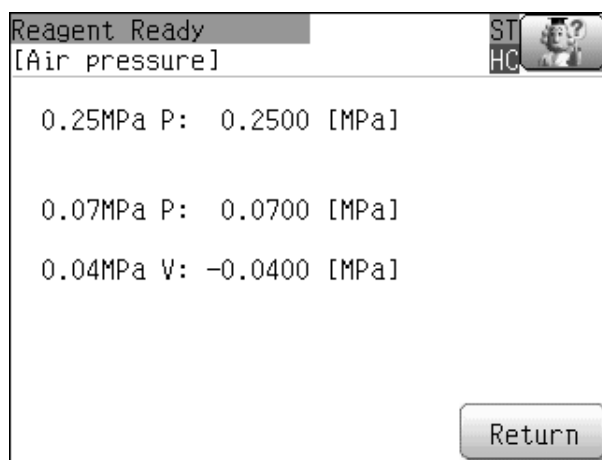 Reagent Ready ST
[Air pressure] HC
0.25MPa P: 0.2500 [MPa]
0.07MPa P: 0.0700 [MPa]
0.04MPa V: -0.0400 [MPa]
Return